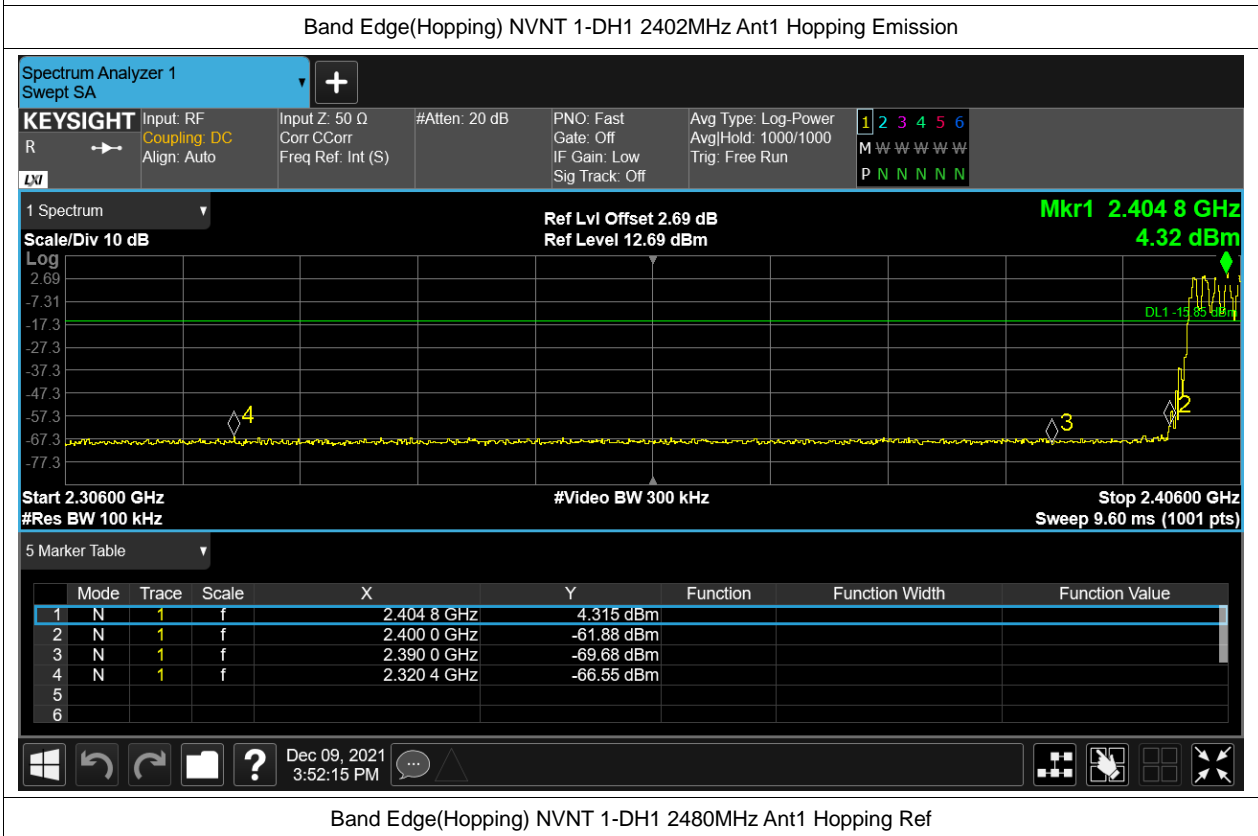 Band Edge(Hopping) NVNT 1-DH1 2402MHz Ant1 Hopping Emission
Spectrum Analyzer 1
Swept SA
KEYSIGHT Input: RF Input Z: 50 Ω #Atten: 20 dB PNO: Fast Avg Type: Log-Power 1 2 3 4 5 6
R Coupling: DC Corr CCorr Gate: Off Avg|Hold: 1000/1000 M W W W W W W
Align: Auto Freq Ref: Int (S) IF Gain: Low Trig: Free Run
LXI Sig Track: Off P N N N N N
1 Spectrum Ref Lvl Offset 2.69 dB Mkr1 2.404 8 GHz
Scale/Div 10 dB Ref Level 12.69 dBm 4.32 dBm
Log
2.69
-7.31
DL1 -15.85 dBm
-17.3
-27.3
-37.3
-47.3
-57.3 4 3 2
-67.3
-77.3
Start 2.30600 GHz #Video BW 300 kHz Stop 2.40600 GHz
#Res BW 100 kHz Sweep 9.60 ms (1001 pts)
5 Marker Table
Mode Trace Scale X Y Function Function Width Function Value
1 N 1 f 2.404 8 GHz 4.315 dBm
2 N 1 f 2.400 0 GHz -61.88 dBm
3 N 1 f 2.390 0 GHz -69.68 dBm
4 N 1 f 2.320 4 GHz -66.55 dBm
5
6
? Dec 09, 2021
3:52:15 PM
Band Edge(Hopping) NVNT 1-DH1 2480MHz Ant1 Hopping Ref